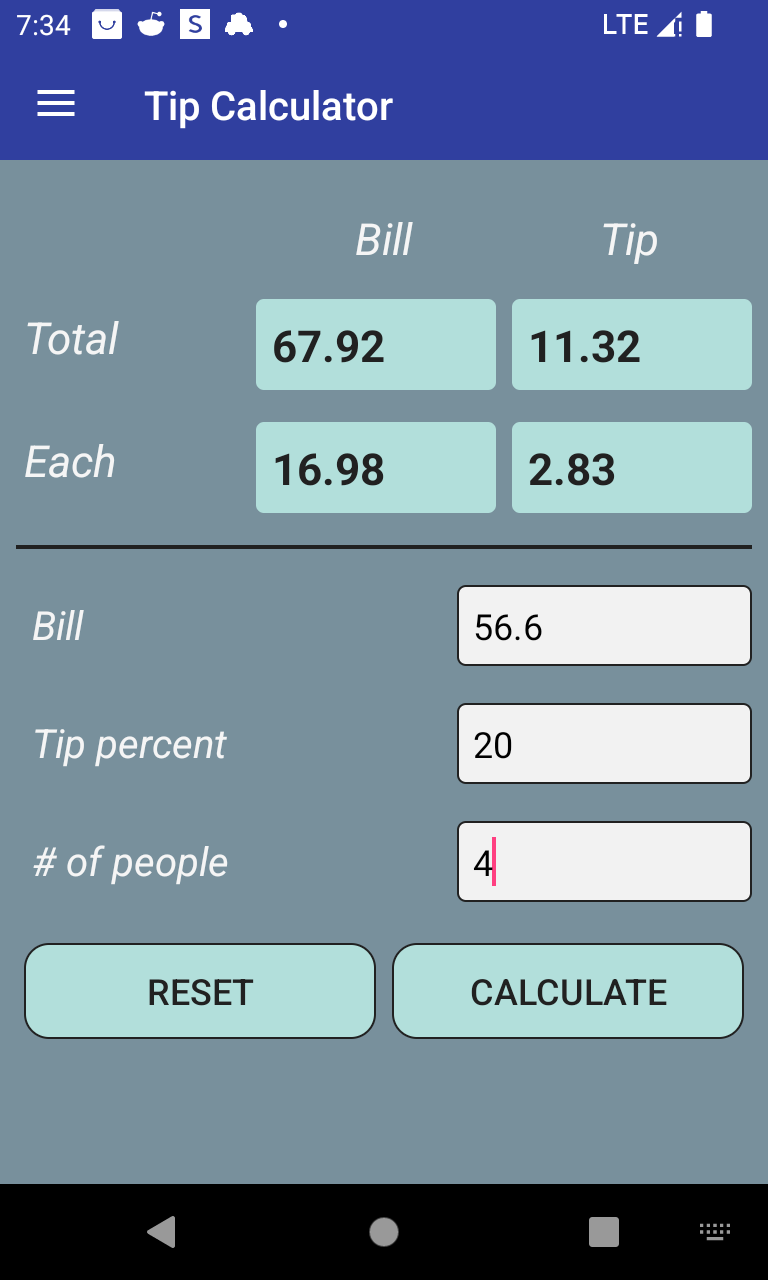 7:34 S LTE
Tip Calculator
Bill Tip
Total 67.92 11.32
Each 16.98 2.83
Bill 56.6
Tip percent 20
# of people 4
RESET CALCULATE